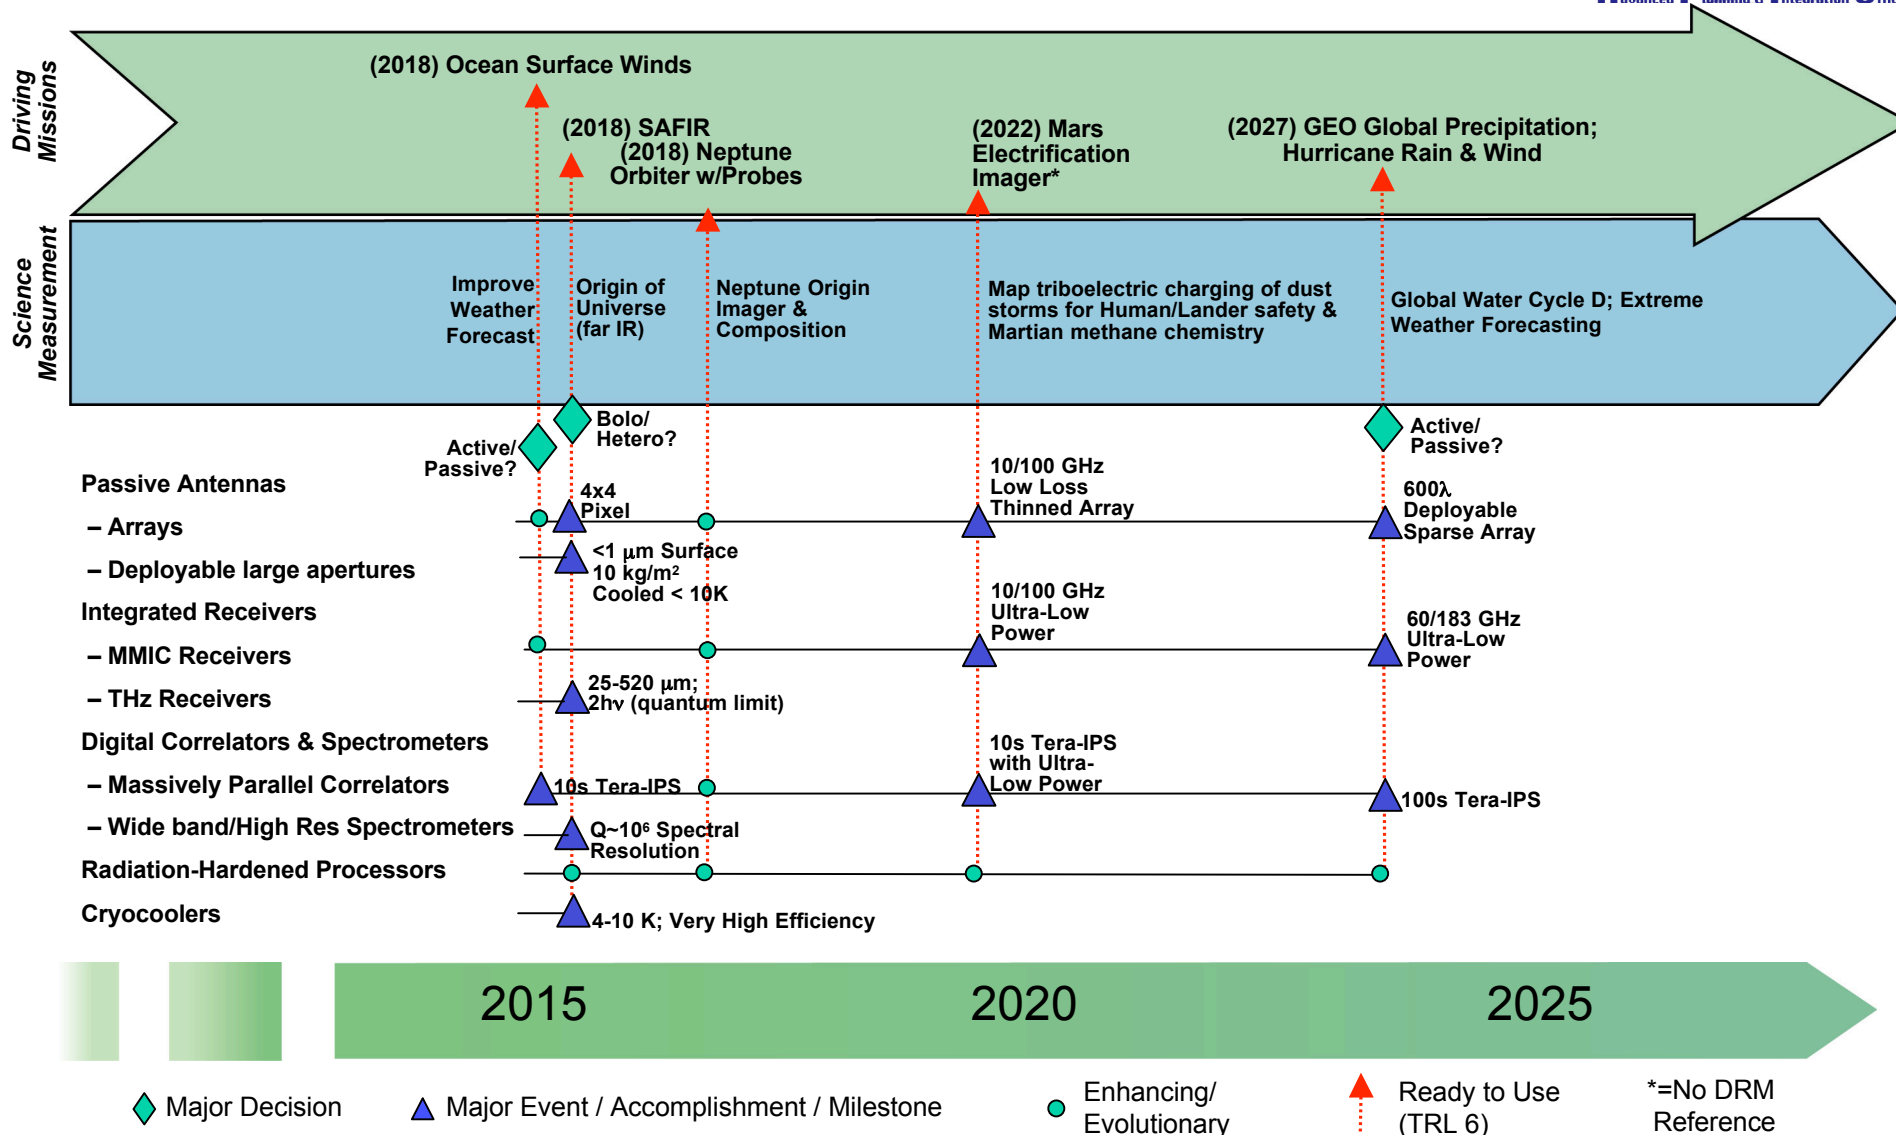 Driving
Missions
(2018) Ocean Surface Winds
(2018) SAFIR
(2018) Neptune
Orbiter w/Probes
(2022) Mars
Electrification
Imager*
(2027) GEO Global Precipitation;
Hurricane Rain & Wind
Science
Measurement
Improve
Weather
Forecast
Origin of
Universe
(far IR)
Neptune Origin
Imager &
Composition
Map triboelectric charging of dust
storms for Human/Lander safety &
Martian methane chemistry
Global Water Cycle D; Extreme
Weather Forecasting
Active/
Passive?
Bolo/
Hetero?
Active/
Passive?
Passive Antennas
– Arrays
4x4
Pixel
10/100 GHz
Low Loss
Thinned Array
600λ
Deployable
Sparse Array
– Deployable large apertures
<1 μm Surface
10 kg/m²
Cooled < 10K
Integrated Receivers
– MMIC Receivers
10/100 GHz
Ultra-Low
Power
60/183 GHz
Ultra-Low
Power
– THz Receivers
25-520 μm;
2hν (quantum limit)
Digital Correlators & Spectrometers
– Massively Parallel Correlators
10s Tera-IPS
10s Tera-IPS
with Ultra-
Low Power
100s Tera-IPS
– Wide band/High Res Spectrometers
Q~10⁶ Spectral
Resolution
Radiation-Hardened Processors
Cryocoolers
4-10 K; Very High Efficiency
2015
2020
2025
Major Decision
Major Event / Accomplishment / Milestone
Enhancing/
Evolutionary
Ready to Use
(TRL 6)
*=No DRM
Reference